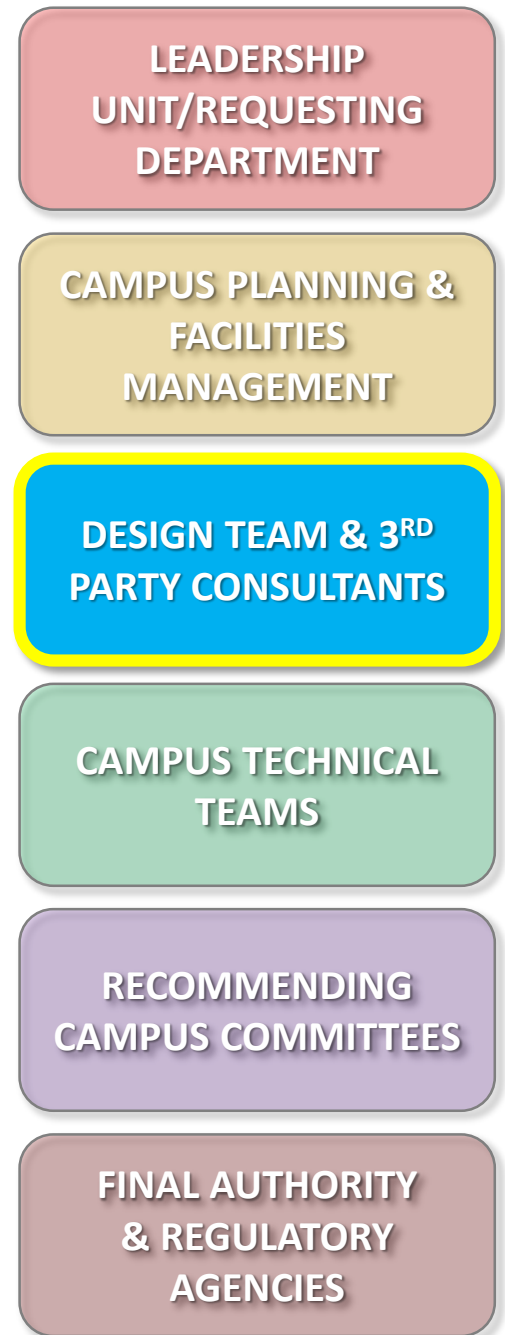 LEADERSHIP
UNIT/REQUESTING
DEPARTMENT
CAMPUS PLANNING &
FACILITIES
MANAGEMENT
DESIGN TEAM & 3RD
PARTY CONSULTANTS
CAMPUS TECHNICAL
TEAMS
RECOMMENDING
CAMPUS COMMITTEES
FINAL AUTHORITY
& REGULATORY
AGENCIES